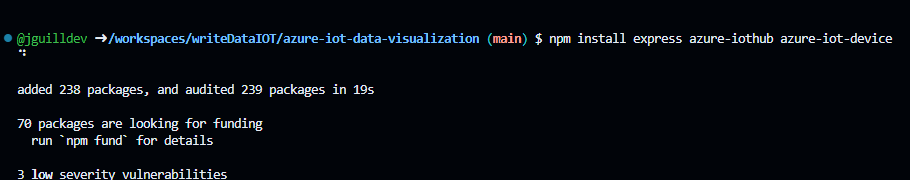 @jguilldev ➜/workspaces/writeDataIOT/azure-iot-data-visualization (main) $ npm install express azure-iothub azure-iot-device
added 238 packages, and audited 239 packages in 19s
70 packages are looking for funding
run `npm fund` for details
3 low severity vulnerabilities